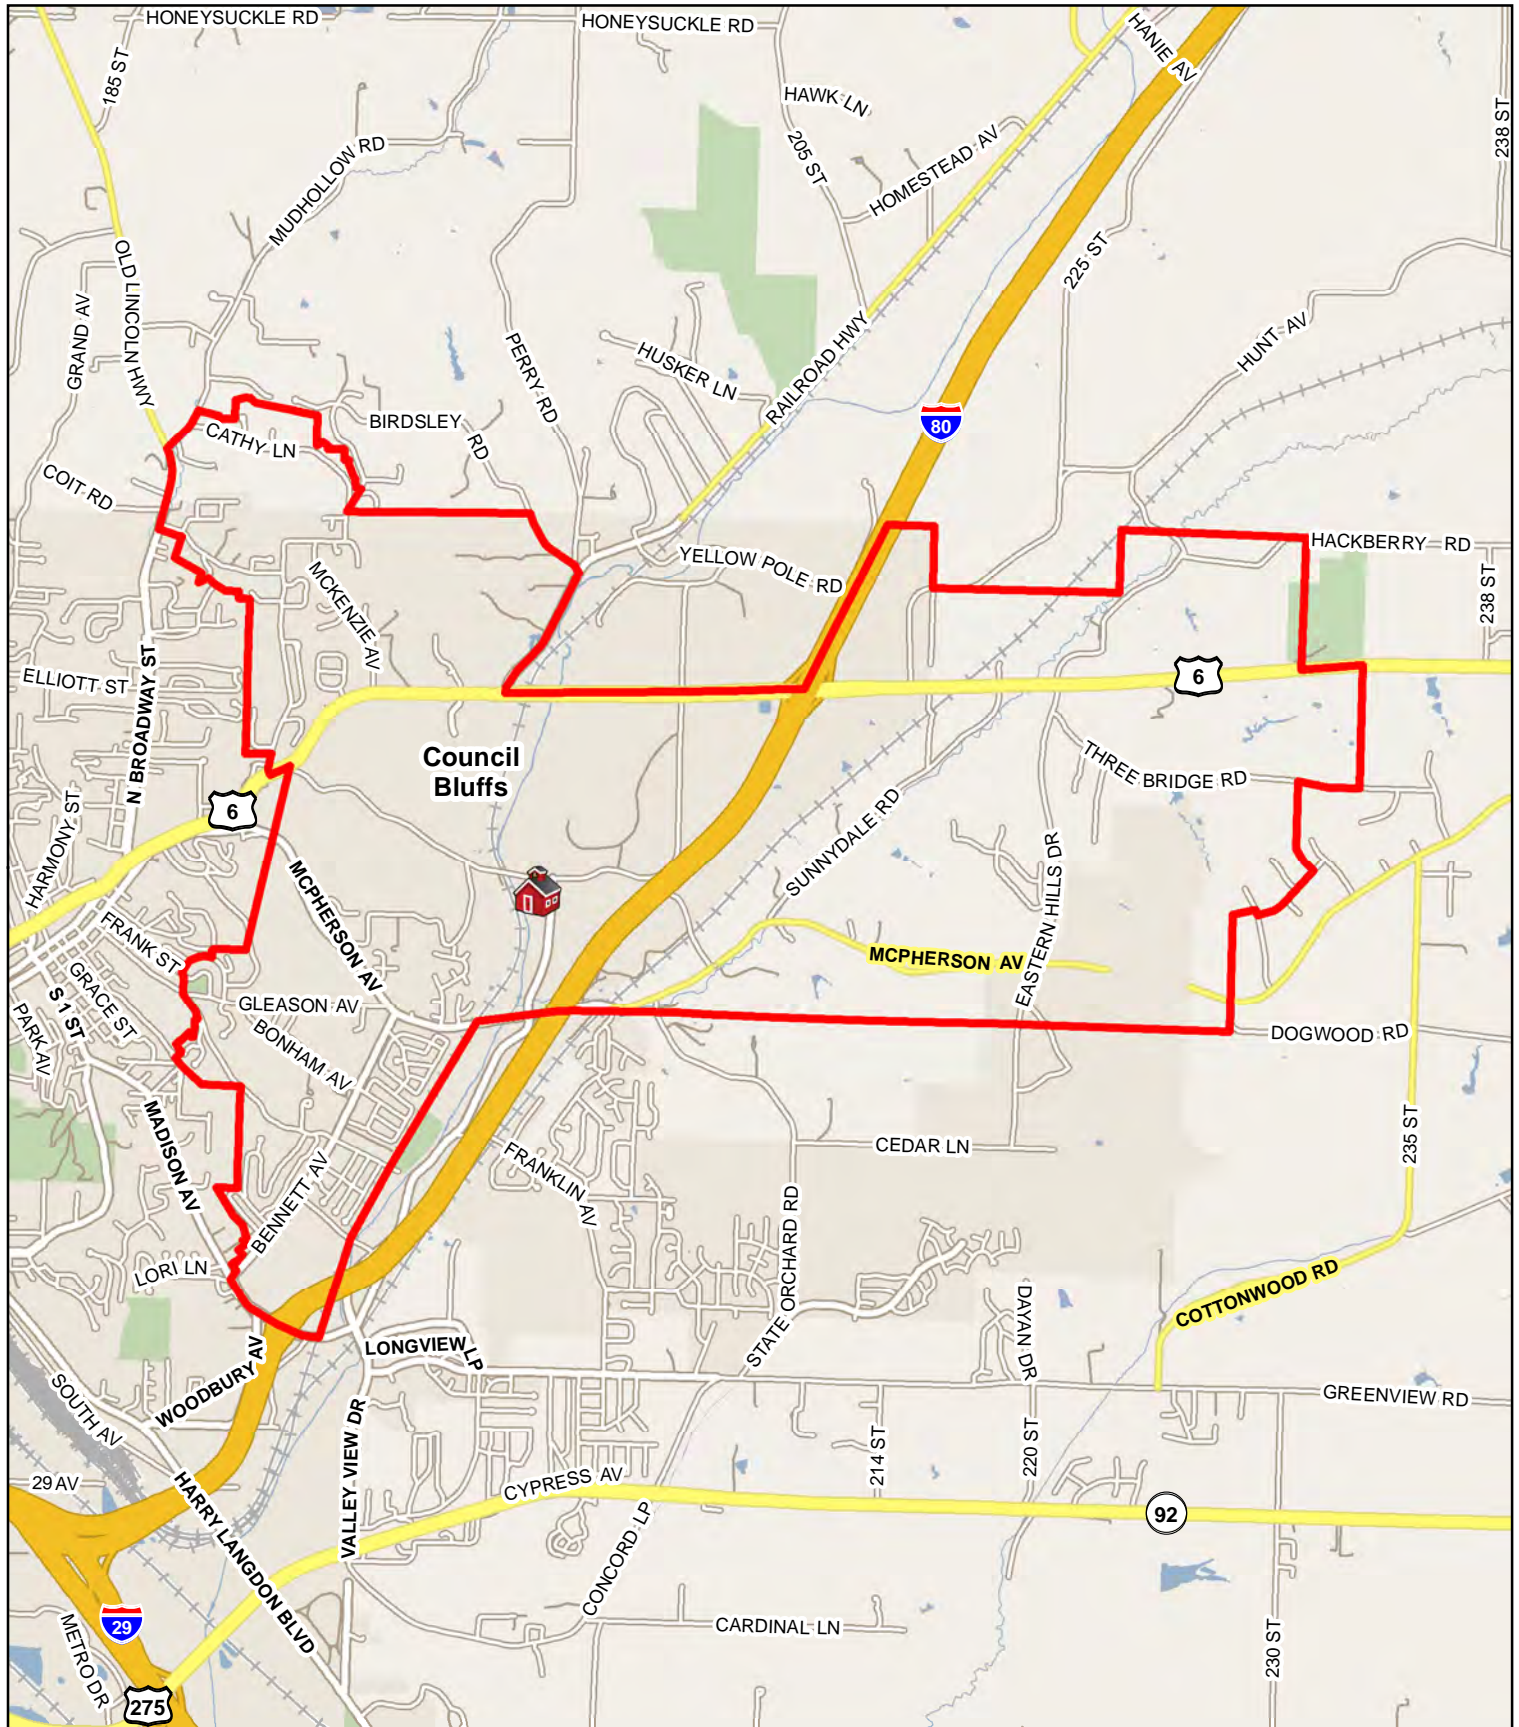 HONEYSUCKLE RD
HONEYSUCKLE RD
HANIE AV
185 ST
HAWK LN
238 ST
205 ST
HOMESTEAD AV
MUDHOLLOW RD
225 ST
OLD LINCOLN HWY
GRAND AV
HUNT AV
PERRY RD
HUSKER LN
RAILROAD HWY
80
BIRDSLEY RD
CATHY LN
COIT RD
HACKBERRY RD
YELLOW POLE RD
MCKENZIE AV
238 ST
ELLIOTT ST
N BROADWAY ST
6
Council
Bluffs
THREE BRIDGE RD
6
HARMONY ST
SUNNYDALE RD
EASTERN HILLS DR
MCPHERSON AV
FRANK ST
GRACE ST
S 1 ST
MCPHERSON AV
GLEASON AV
PARK AV
BONHAM AV
DOGWOOD RD
MADISON AV
235 ST
CEDAR LN
FRANKLIN AV
BENNETT AV
STATE ORCHARD RD
LORI LN
COTTONWOOD RD
DAYAN DR
LONGVIEW LP
WOODBURY AV
SOUTH AV
GREENVIEW RD
VALLEY VIEW DR
214 ST
220 ST
29 AV
HARRY LANGDON BLVD
CYPRESS AV
92
CONCORD LP
29
CARDINAL LN
230 ST
METRO DR
275